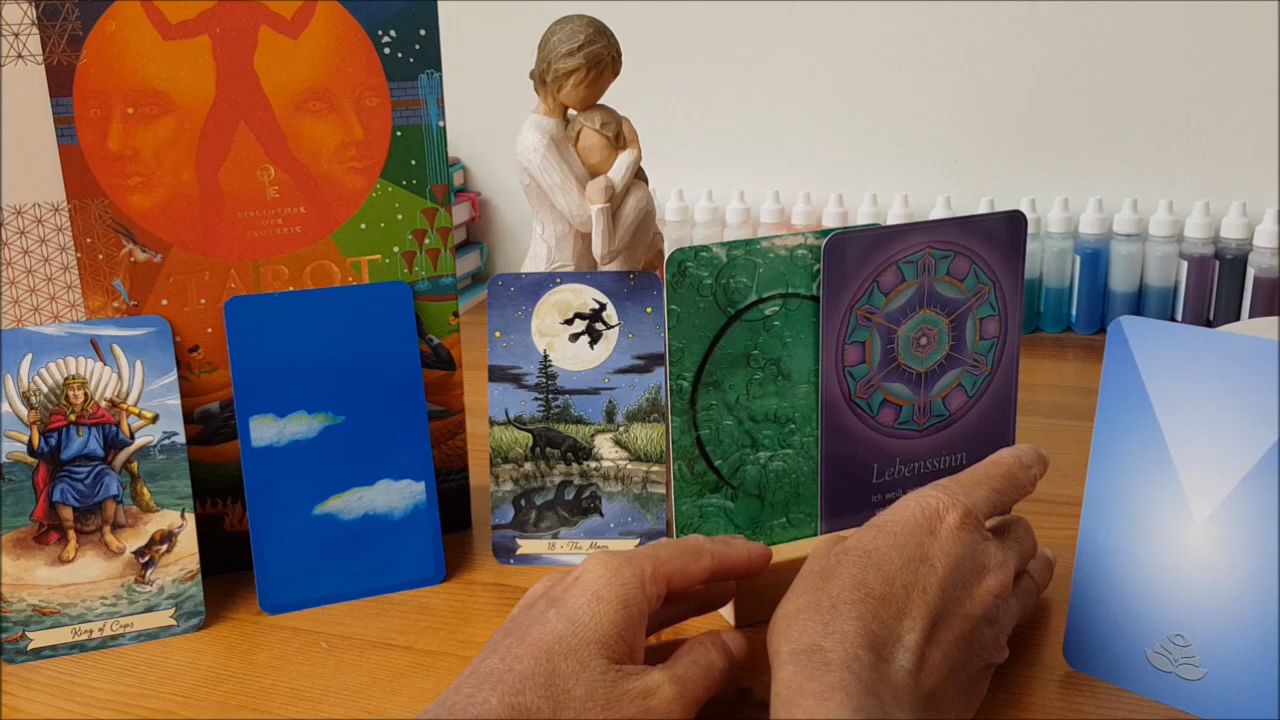 BIBLIOTHEK
DER
ESOTERIK
TAROT
King of Cups
18 • The Moon
Lebenssinn
Ich weiß,